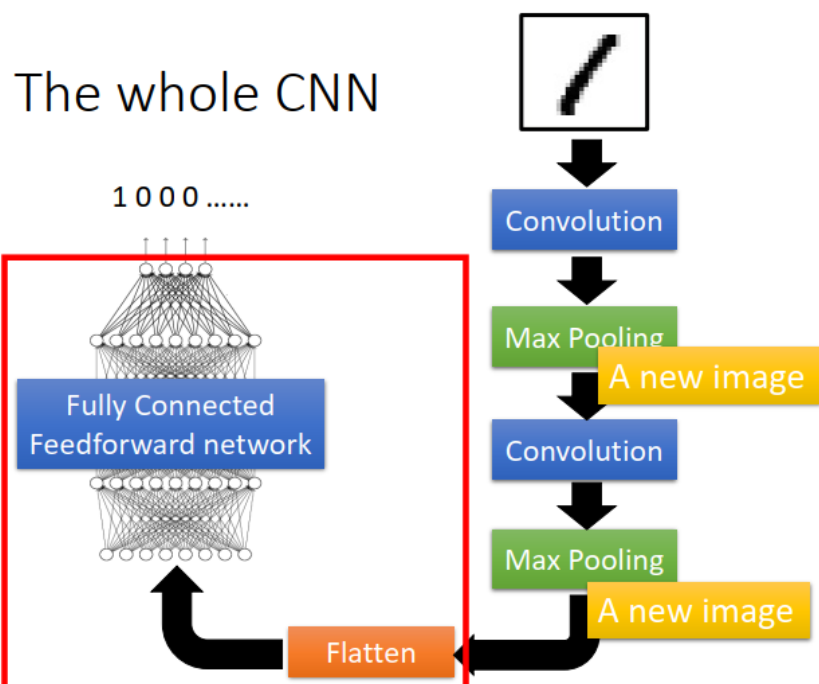 The whole CNN
1 0 0 0 ……
Convolution
Max Pooling
A new image
Convolution
Max Pooling
A new image
Flatten
Fully Connected
Feedforward network